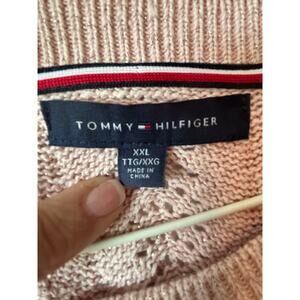 TOMMY HILFIGER
XXL
TTG/XXG
MADE IN
CHINA